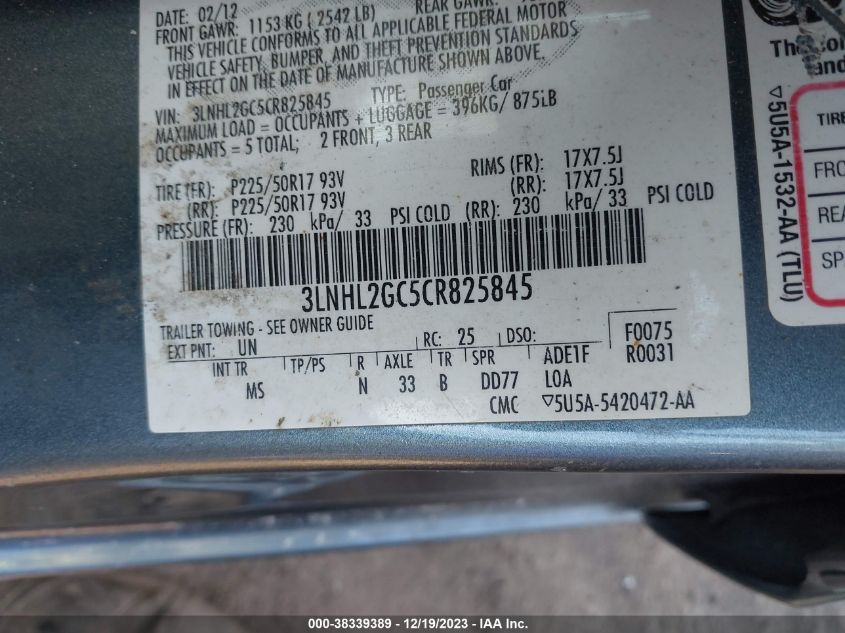 DATE: 02/12
FRONT GAWR: 1153 KG ( 2542 LB) REAR GAWR:
THIS VEHICLE CONFORMS TO ALL APPLICABLE FEDERAL MOTOR
VEHICLE SAFETY, BUMPER, AND THEFT PREVENTION STANDARDS
IN EFFECT ON THE DATE OF MANUFACTURE SHOWN ABOVE.
VIN: 3LNHL2GC5CR825845 TYPE: Passenger Car
MAXIMUM LOAD = OCCUPANTS + LUGGAGE = 396KG/ 875LB
OCCUPANTS = 5 TOTAL; 2 FRONT, 3 REAR
TIRE (FR): P225/50R17 93V RIMS (FR): 17X7.5J
(RR): P225/50R17 93V (RR): 17X7.5J
PRESSURE (FR): 230 kPa/ 33 PSI COLD (RR): 230 kPa/ 33 PSI COLD
3LNHL2GC5CR825845
TRAILER TOWING - SEE OWNER GUIDE
EXT PNT: UN RC: 25 DSO: F0075
INT TR TP/PS R AXLE TR SPR ADE1F R0031
MS N 33 B DD77 LOA
CMC ▽5U5A-5420472-AA
and
▽5U5A-1532-AA (TLU)
TIRE
FRO
REA
SP
000-38339389 - 12/19/2023 - IAA Inc.